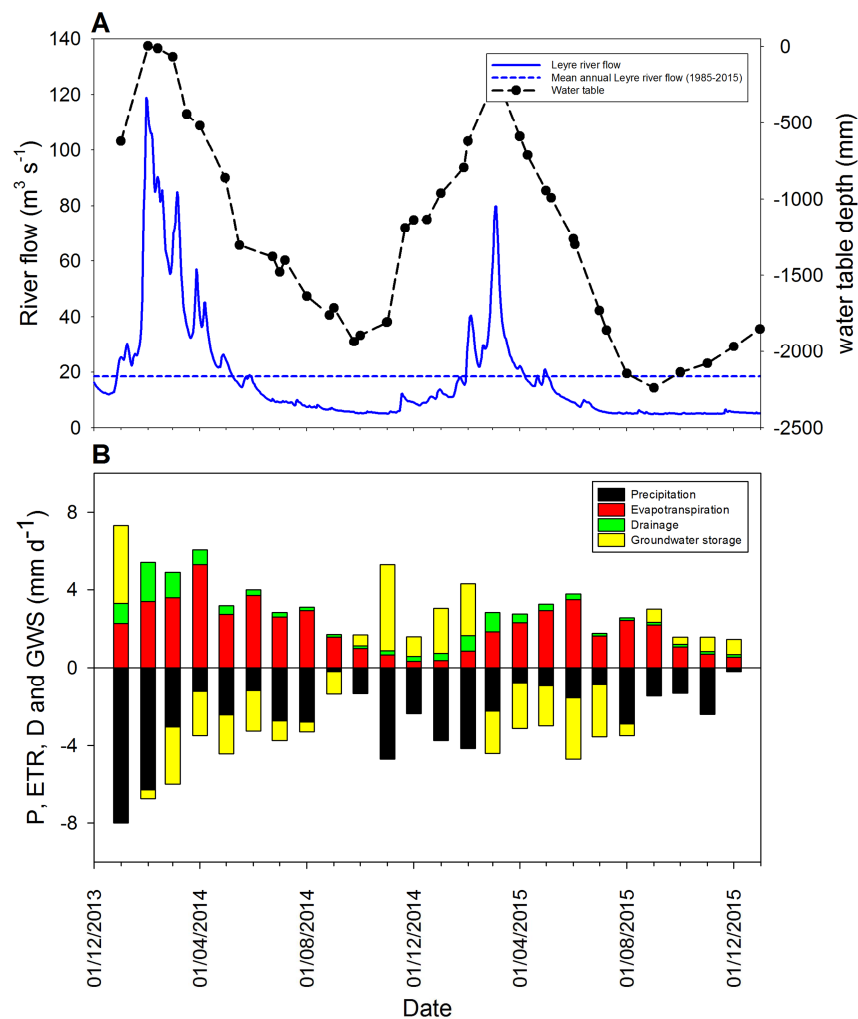 A
140
120
100
80
60
40
20
0
River flow (m³ s⁻¹)
0
-500
-1000
-1500
-2000
-2500
water table depth (mm)
Leyre river flow
Mean annual Leyre river flow (1985-2015)
Water table
B
8
4
0
-4
-8
P, ETR, D and GWS (mm d⁻¹)
Precipitation
Evapotranspiration
Drainage
Groundwater storage
01/12/2013
01/04/2014
01/08/2014
01/12/2014
01/04/2015
01/08/2015
01/12/2015
Date